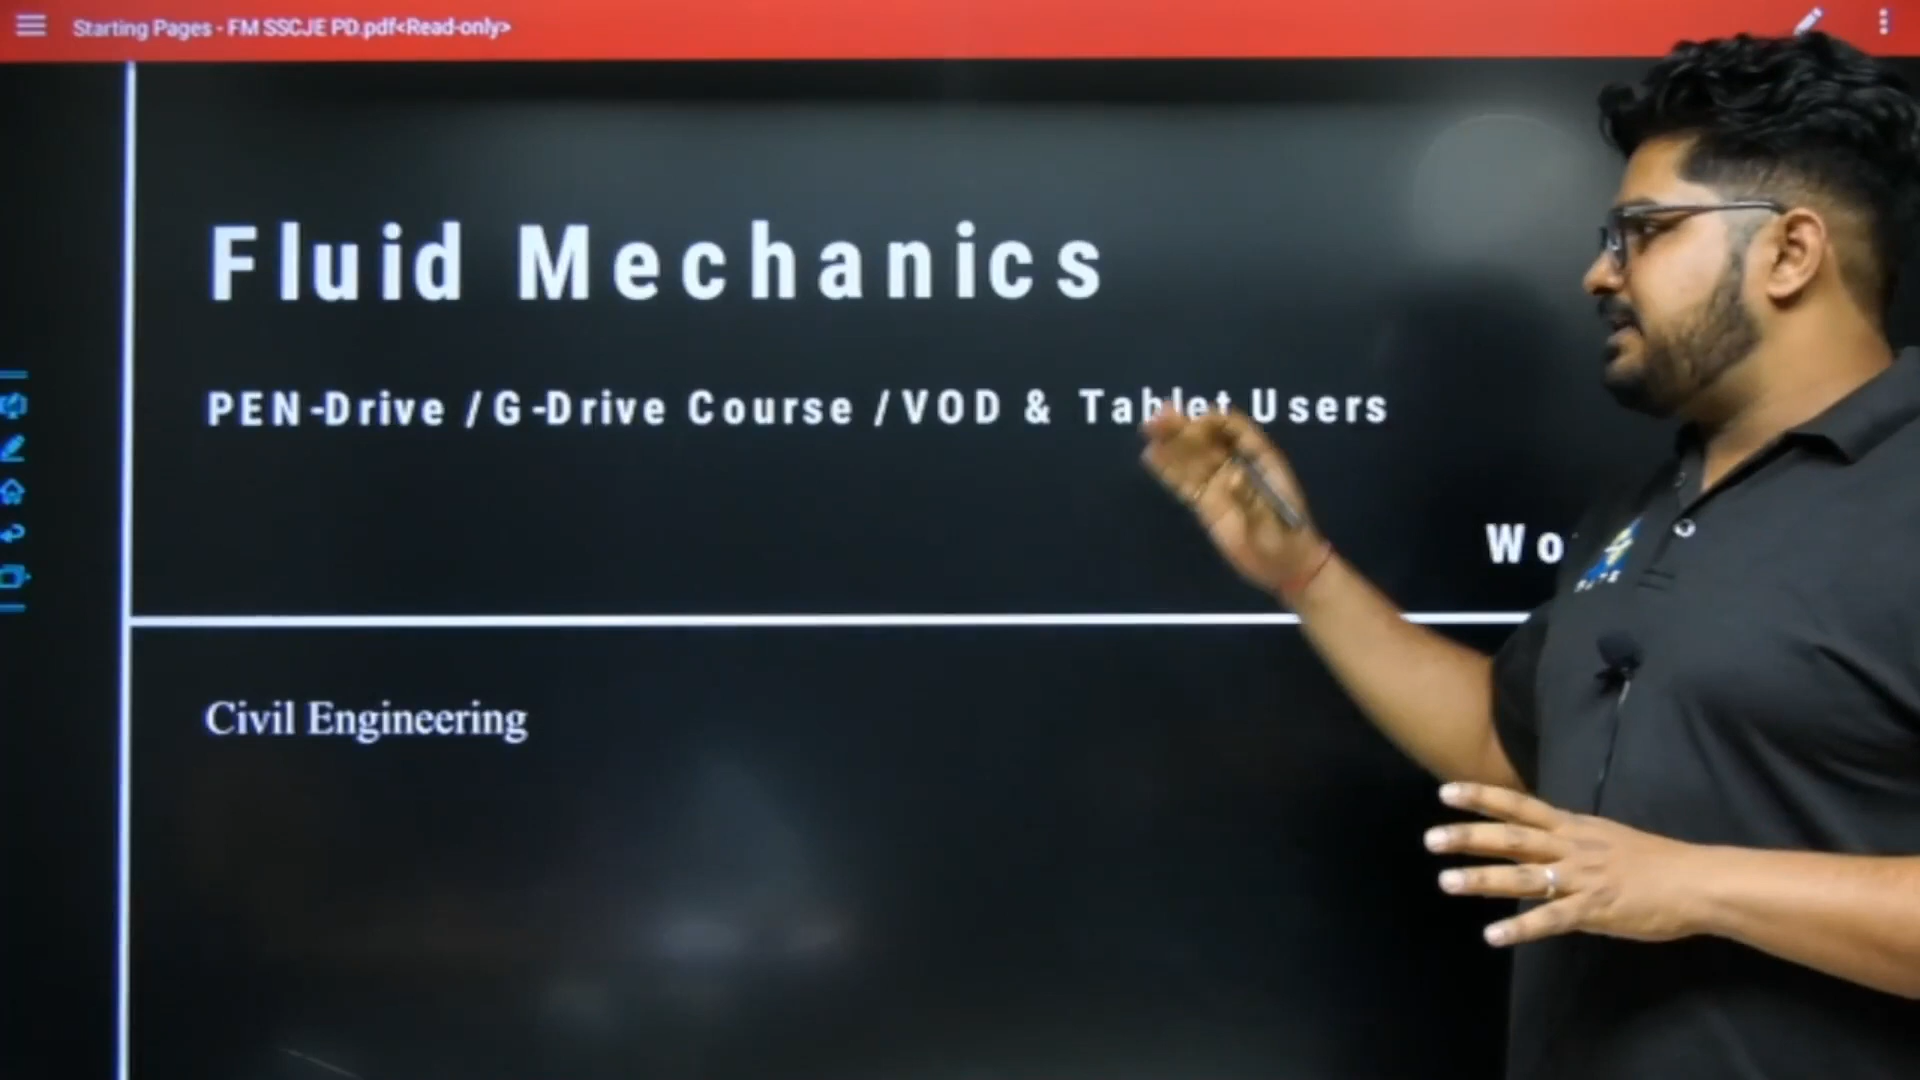 Starting Pages - FM SSCJE PD.pdf<Read-only>
Fluid Mechanics
PEN-Drive / G-Drive Course / VOD & Tablet Users
Civil Engineering